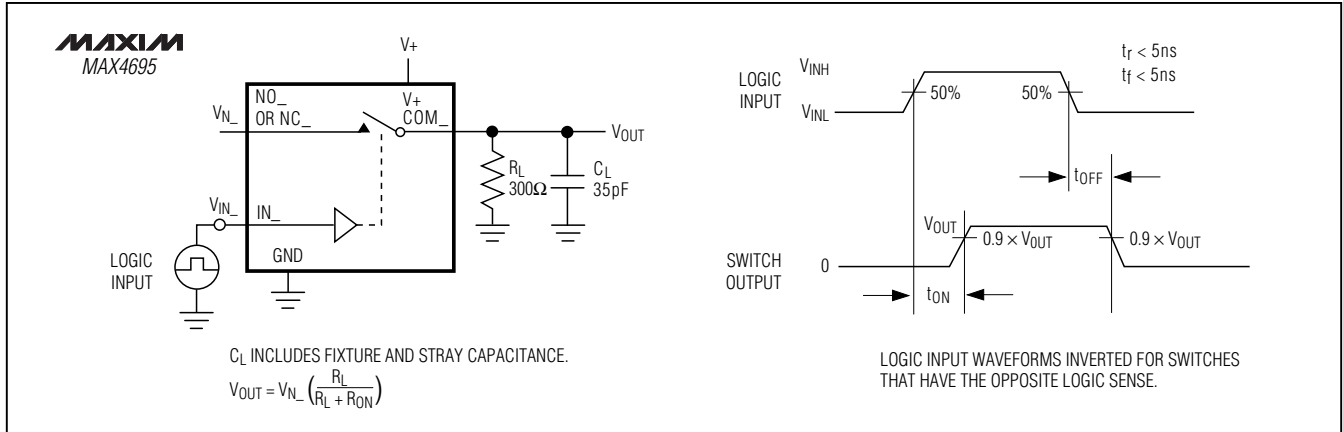 MAXIM
MAX4695
V+
V+
NO_
OR NC_
COM_
V_N_
V_OUT
R_L
300Ω
C_L
35pF
V_IN_
IN_
GND
LOGIC
INPUT
C_L INCLUDES FIXTURE AND STRAY CAPACITANCE.
V_OUT = V_N_ (R_L / R_L + R_ON)
t_r < 5ns
t_f < 5ns
LOGIC
INPUT
V_INH
V_INL
50%
50%
t_OFF
SWITCH
OUTPUT
V_OUT
0
0.9 × V_OUT
0.9 × V_OUT
t_ON
LOGIC INPUT WAVEFORMS INVERTED FOR SWITCHES
THAT HAVE THE OPPOSITE LOGIC SENSE.